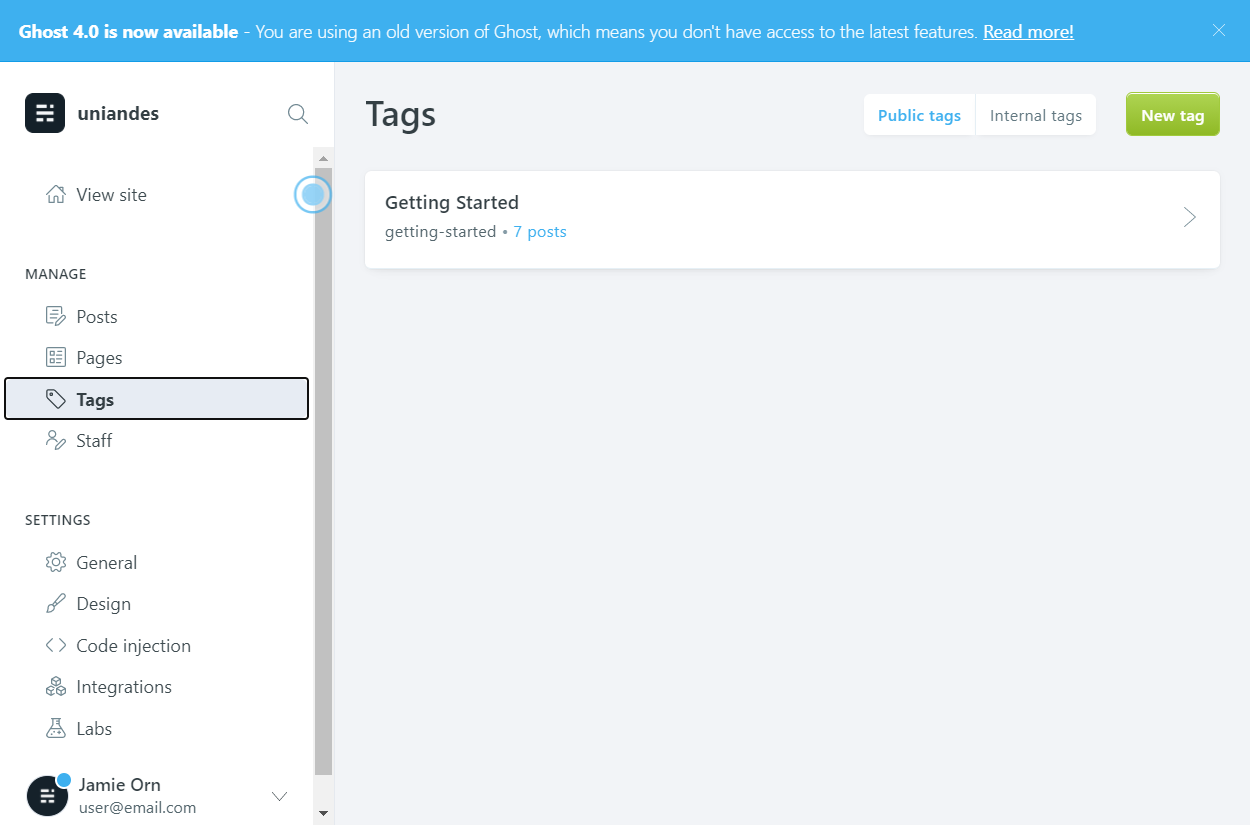 Ghost 4.0 is now available - You are using an old version of Ghost, which means you don't have access to the latest features. Read more!
uniandes
View site
MANAGE
Posts
Pages
Tags
Staff
SETTINGS
General
Design
Code injection
Integrations
Labs
Jamie Orn
user@email.com
Tags
Public tags
Internal tags
New tag
Getting Started
getting-started • 7 posts